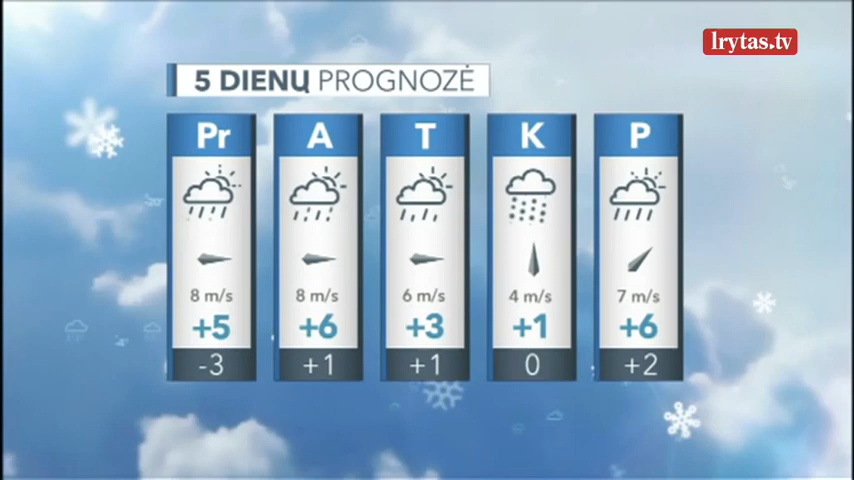 lrytas.tv
5 DIENŲ PROGNOZĖ
Pr A T K P
8 m/s 8 m/s 6 m/s 4 m/s 7 m/s
+5 +6 +3 +1 +6
-3 +1 +1 0 +2